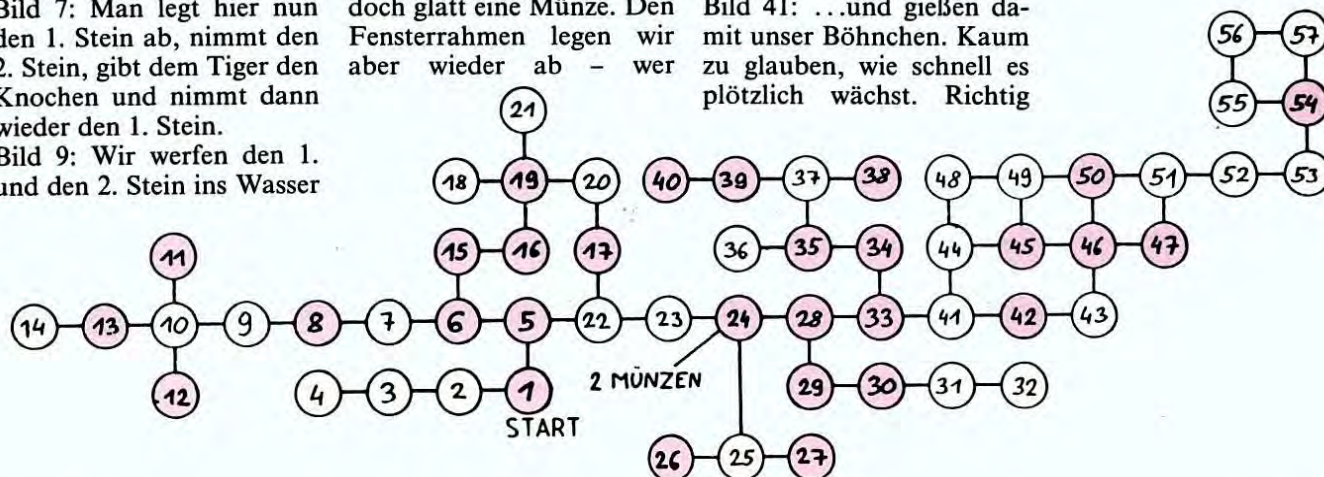 Bild 7: Man legt hier nun
den 1. Stein ab, nimmt den
2. Stein, gibt dem Tiger den
Knochen und nimmt dann
wieder den 1. Stein.
Bild 9: Wir werfen den 1.
und den 2. Stein ins Wasser
doch glatt eine Münze. Den
Fensterrahmen legen wir
aber wieder ab – wer
Bild 41: ...und gießen da-
mit unser Böhnchen. Kaum
zu glauben, wie schnell es
plötzlich wächst. Richtig
56 57
55 54
21
18 19 20 40 39 37 38 48 49 50 51 52 53
11 15 16 17 36 35 34 44 45 46 47
14 13 10 9 8 7 6 5 22 23 24 28 33 41 42 43
12 4 3 2 1 2 MÜNZEN 29 30 31 32
START
26 25 27